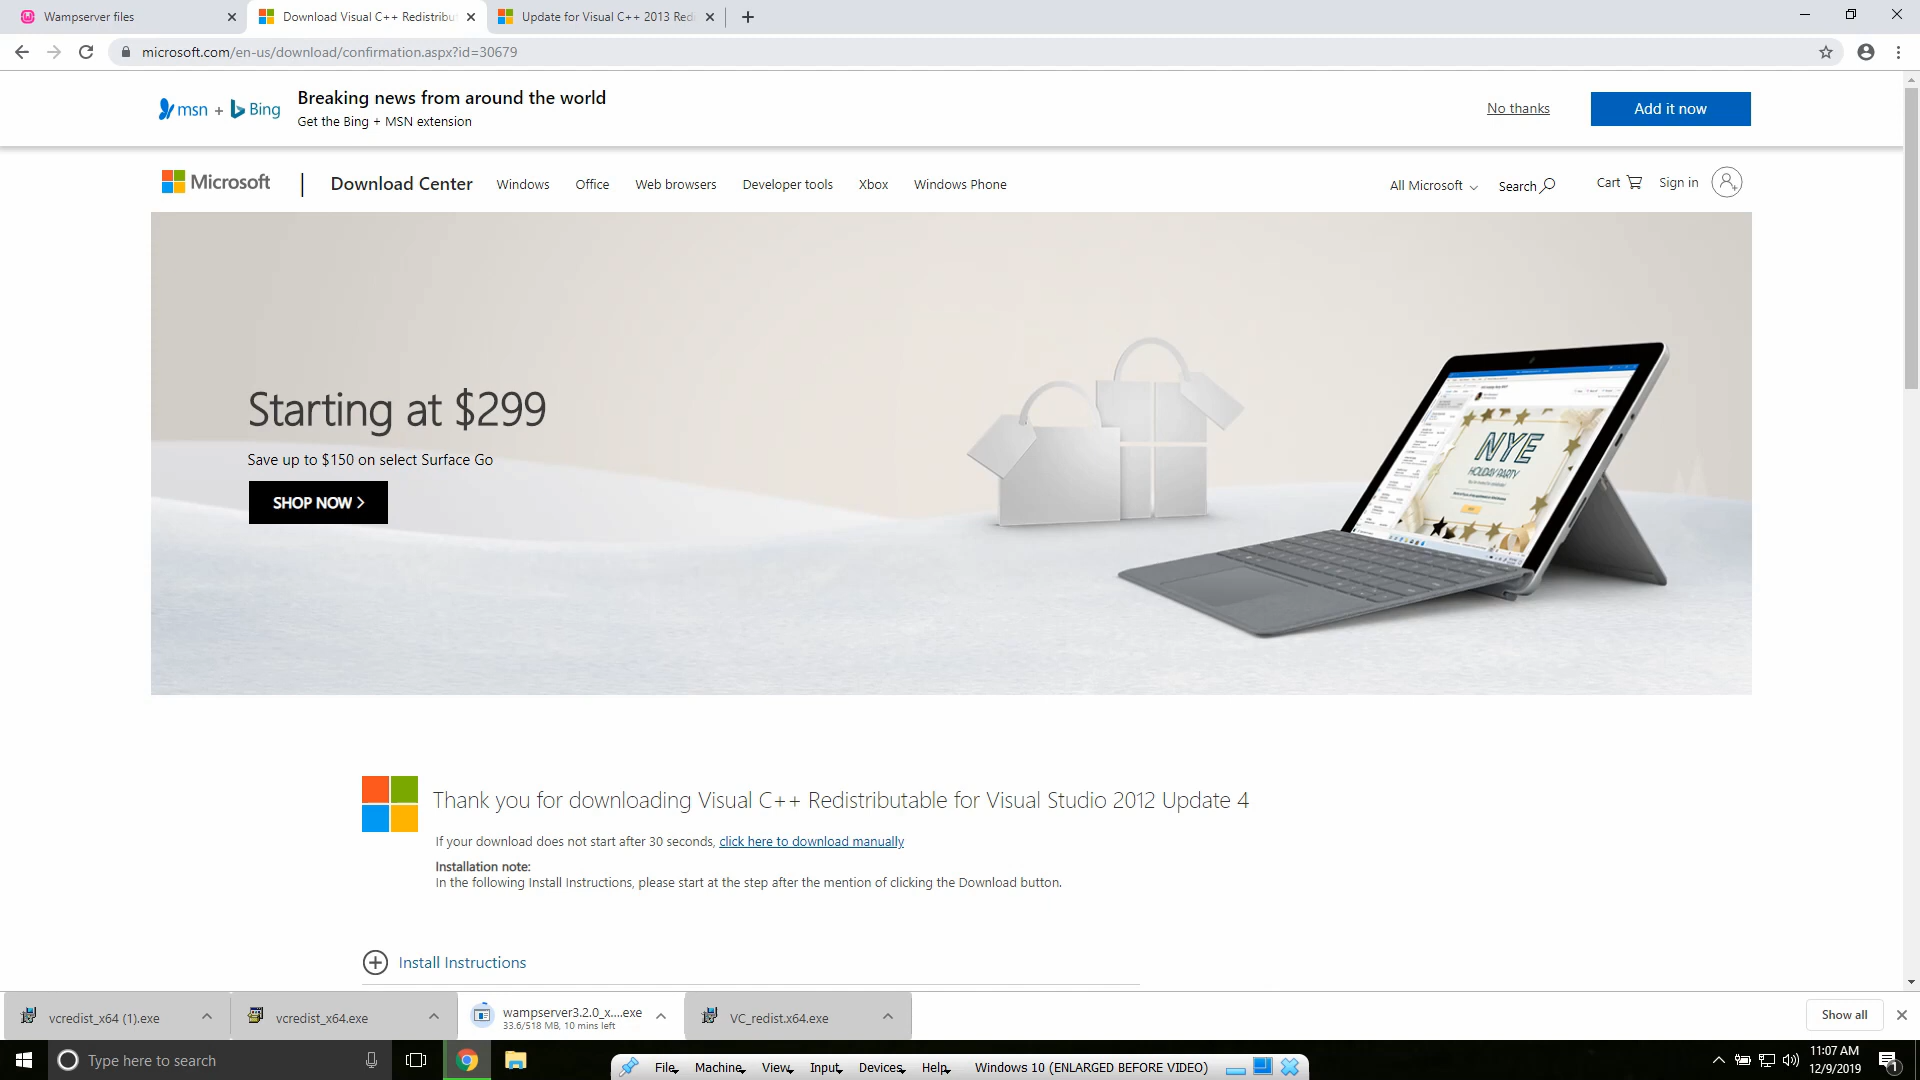 Wampserver files
Download Visual C++ Redistribu
Update for Visual C++ 2013 Red
microsoft.com/en-us/download/confirmation.aspx?id=30679
msn + Bing
Breaking news from around the world
Get the Bing + MSN extension
No thanks
Add it now
Microsoft
Download Center
Windows
Office
Web browsers
Developer tools
Xbox
Windows Phone
All Microsoft
Search
Cart
Sign in
Starting at $299
Save up to $150 on select Surface Go
SHOP NOW >
NYE
HOLIDAY PARTY
Thank you for downloading Visual C++ Redistributable for Visual Studio 2012 Update 4
If your download does not start after 30 seconds, click here to download manually
Installation note:
In the following Install Instructions, please start at the step after the mention of clicking the Download button.
Install Instructions
vcredist_x64 (1).exe
vcredist_x64.exe
wampserver3.2.0_x....exe
33.6/518 MB, 10 mins left
VC_redist.x64.exe
Show all
Type here to search
File
Machine
View
Input
Devices
Help
Windows 10 (ENLARGED BEFORE VIDEO)
11:07 AM
12/9/2019
1